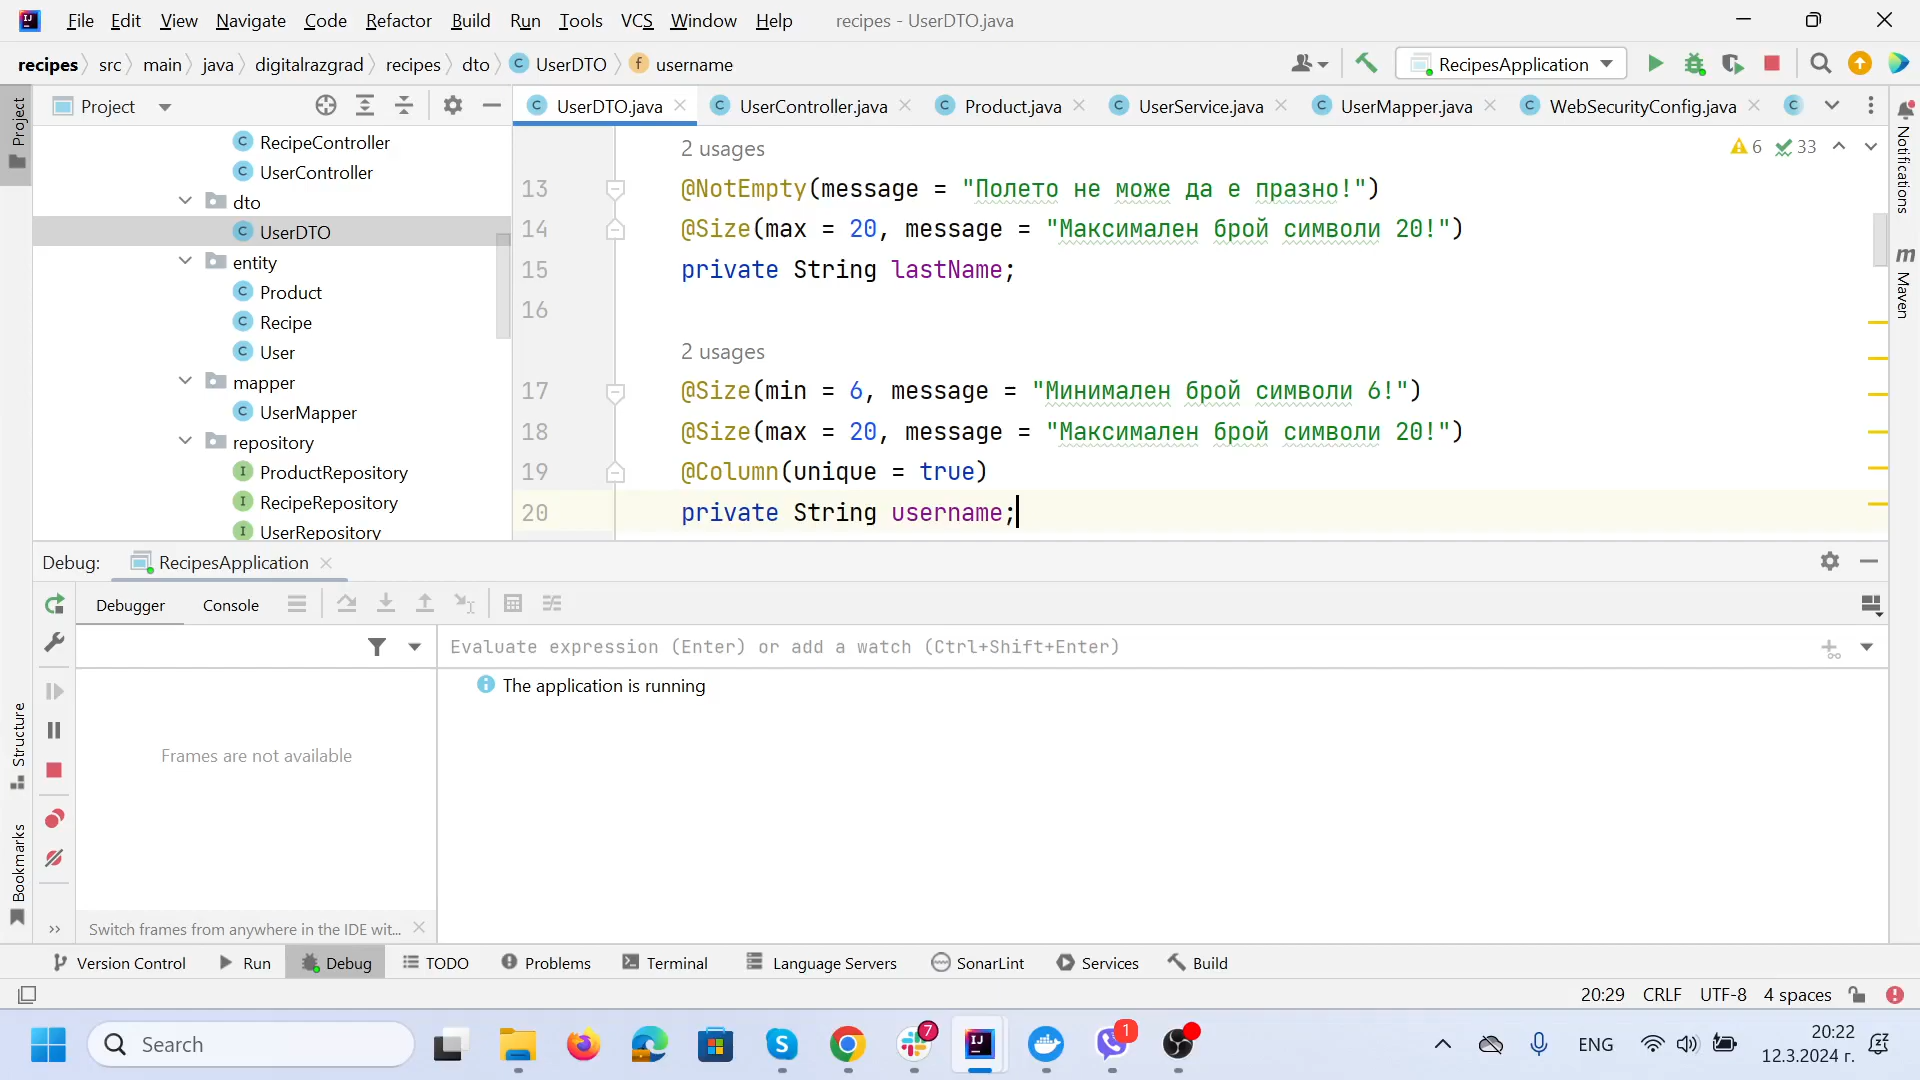 File Edit View Navigate Code Refactor Build Run Tools VCS Window Help recipes - UserDTO.java
recipes src main java digitalrazgrad recipes dto UserDTO username RecipesApplication
Project
UserDTO.java UserController.java Product.java UserService.java UserMapper.java WebSecurityConfig.java
RecipeController
UserController
dto
UserDTO
entity
Product
Recipe
User
mapper
UserMapper
repository
ProductRepository
RecipeRepository
UserRepository
2 usages
6 33
13 @NotEmpty(message = "Полето не може да е празно!")
14 @Size(max = 20, message = "Максимален брой символи 20!")
15 private String lastName;
16
2 usages
17 @Size(min = 6, message = "Минимален брой символи 6!")
18 @Size(max = 20, message = "Максимален брой символи 20!")
19 @Column(unique = true)
20 private String username;
Project
Structure
Bookmarks
Notifications
m Maven
Debug: RecipesApplication
Debugger Console
Evaluate expression (Enter) or add a watch (Ctrl+Shift+Enter)
The application is running
Frames are not available
Switch frames from anywhere in the IDE wit...
Version Control Run Debug TODO Problems Terminal Language Servers SonarLint Services Build
20:29 CRLF UTF-8 4 spaces
Search
7
1
ENG
20:22
12.3.2024 г.